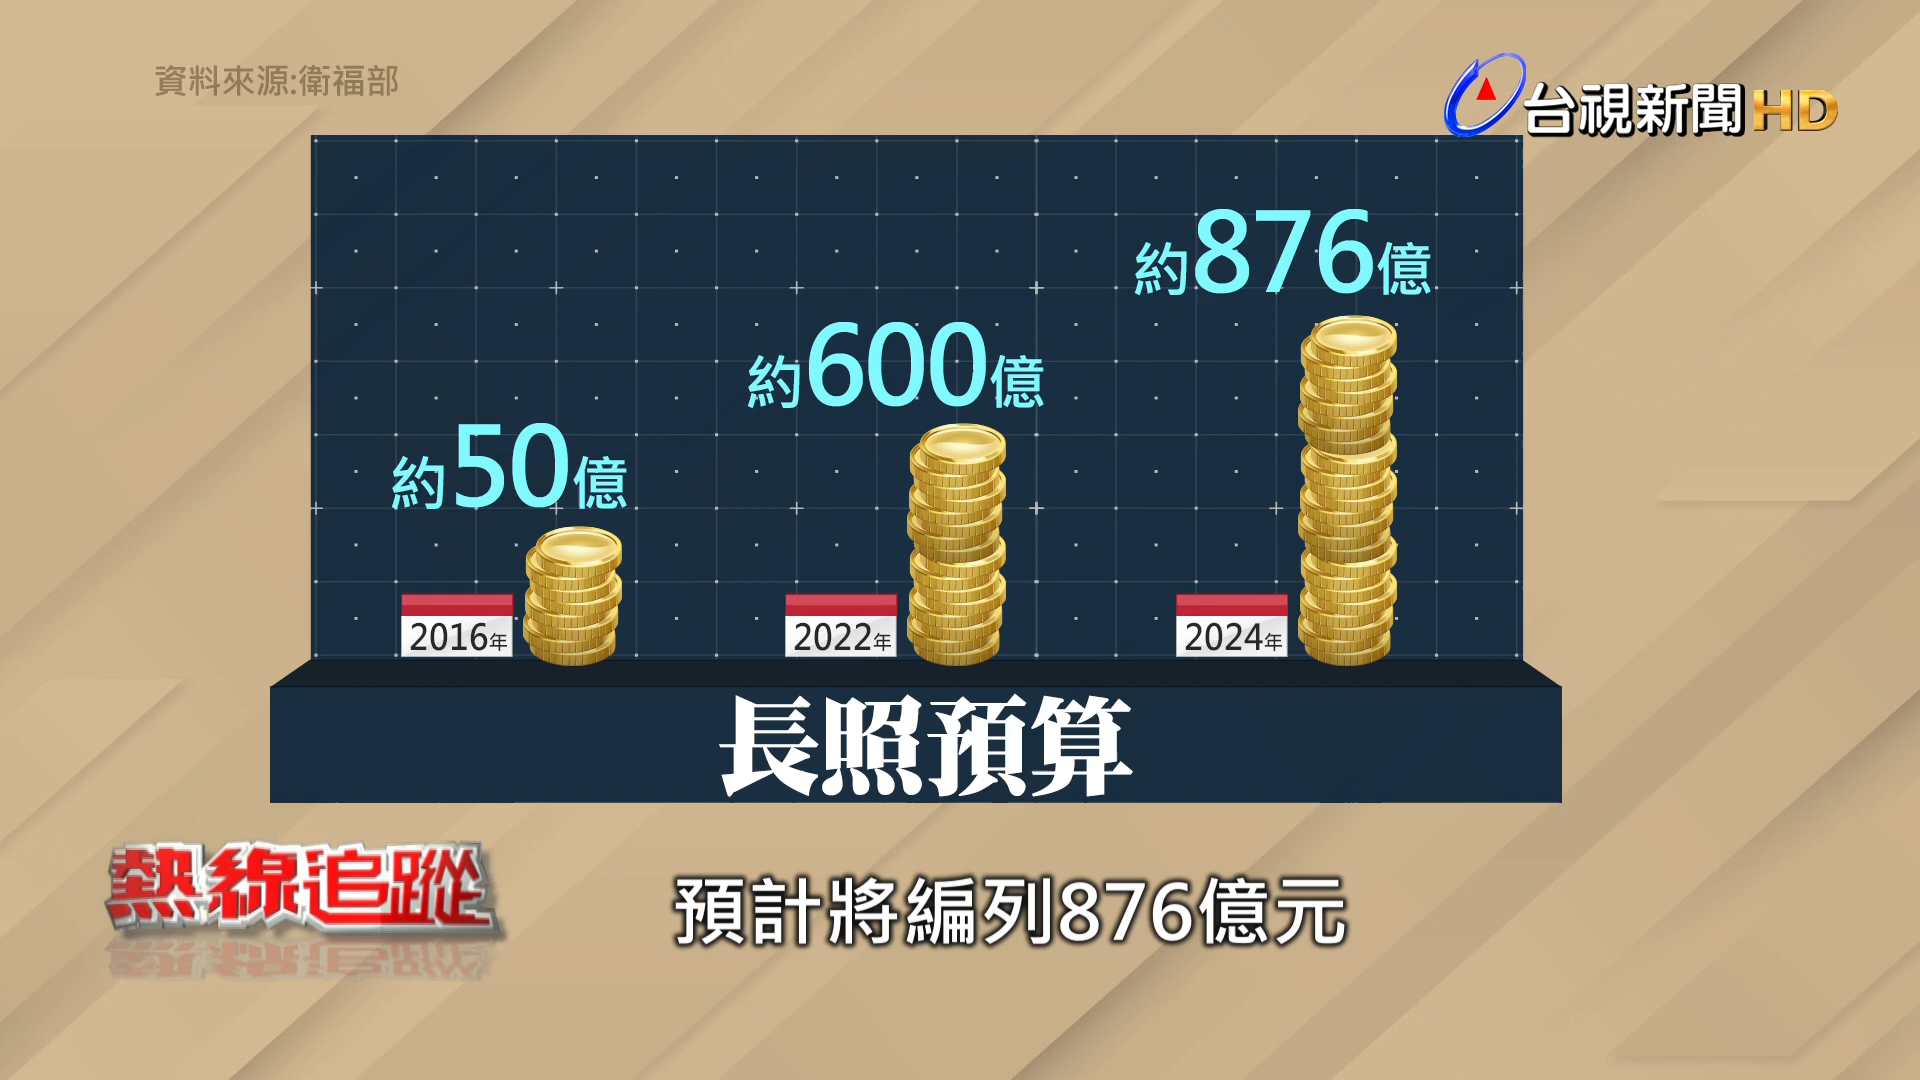 資料來源:衛福部
台視新聞HD
約876億
約600億
約50億
2016年
2022年
2024年
長照預算
熱線追蹤
預計將編列876億元